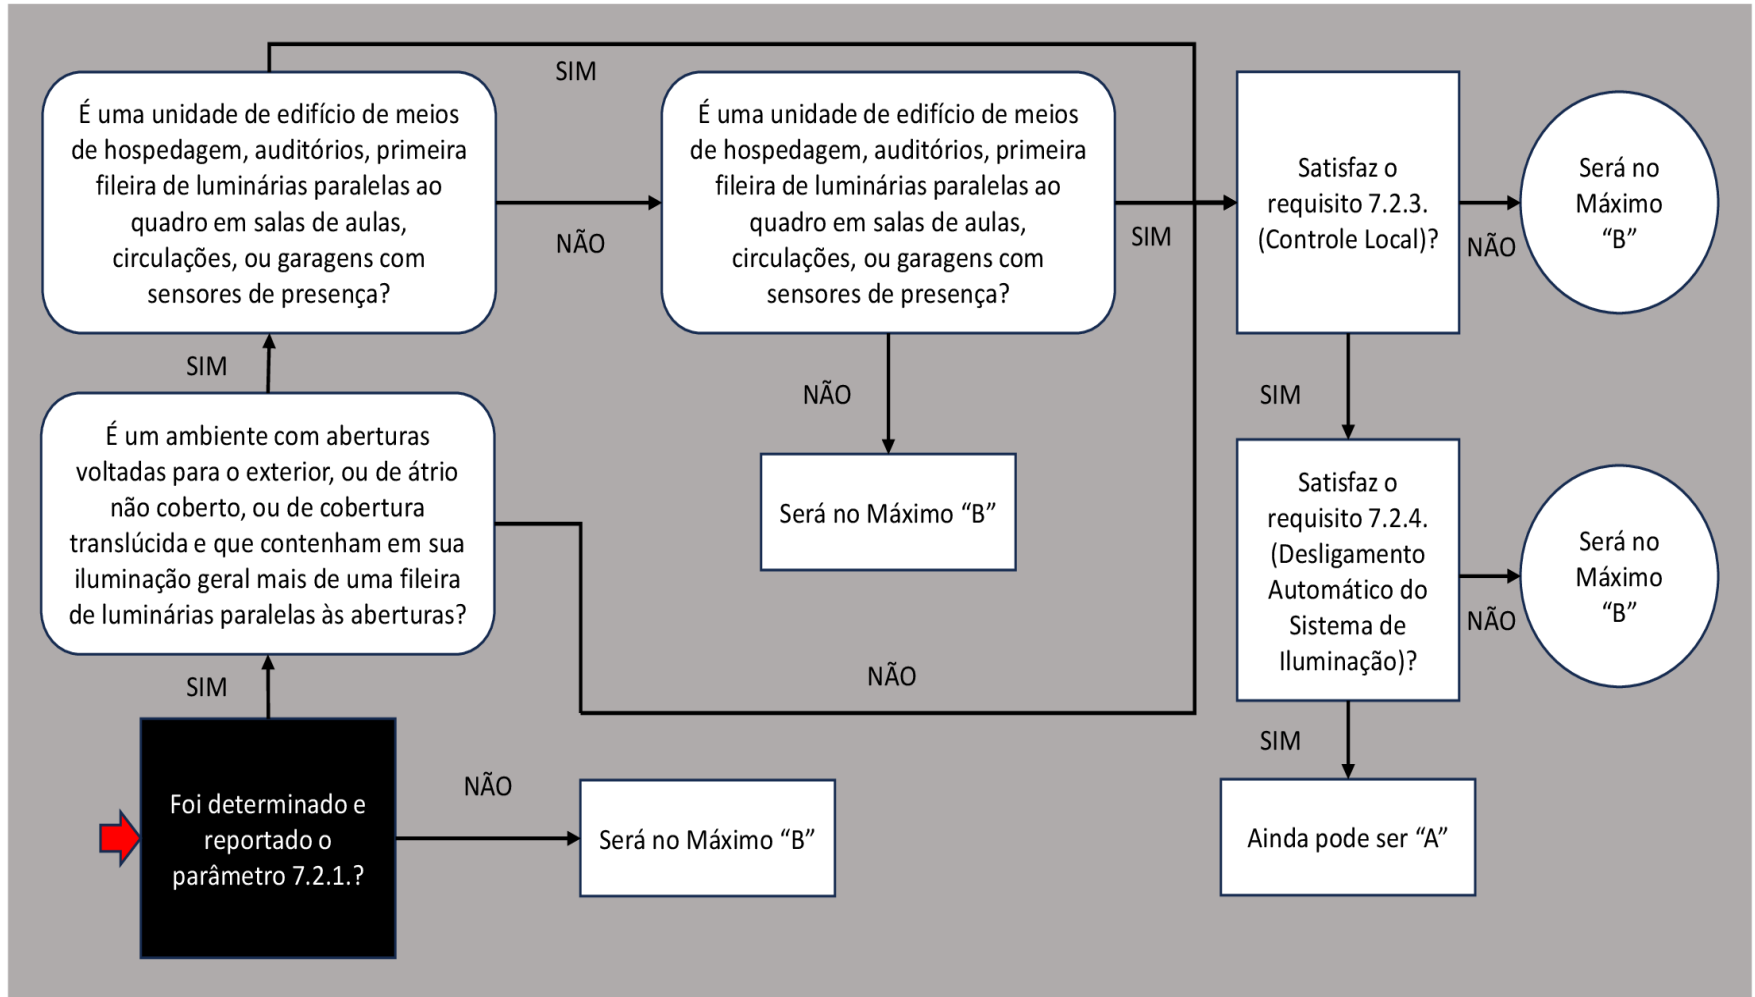 SIM
É uma unidade de edifício de meios
de hospedagem, auditórios, primeira
fileira de luminárias paralelas ao
quadro em salas de aulas,
circulações, ou garagens com
sensores de presença?
NÃO
É uma unidade de edifício de meios
de hospedagem, auditórios, primeira
fileira de luminárias paralelas ao
quadro em salas de aulas,
circulações, ou garagens com
sensores de presença?
SIM
Satisfaz o
requisito 7.2.3.
(Controle Local)?
NÃO
Será no
Máximo
“B”
SIM
NÃO
SIM
É um ambiente com aberturas
voltadas para o exterior, ou de átrio
não coberto, ou de cobertura
translúcida e que contenham em sua
iluminação geral mais de uma fileira
de luminárias paralelas às aberturas?
Será no Máximo “B”
Satisfaz o
requisito 7.2.4.
(Desligamento
Automático do
Sistema de
Iluminação)?
NÃO
Será no
Máximo
“B”
SIM
NÃO
SIM
Foi determinado e
reportado o
parâmetro 7.2.1.?
NÃO
Será no Máximo “B”
Ainda pode ser “A”